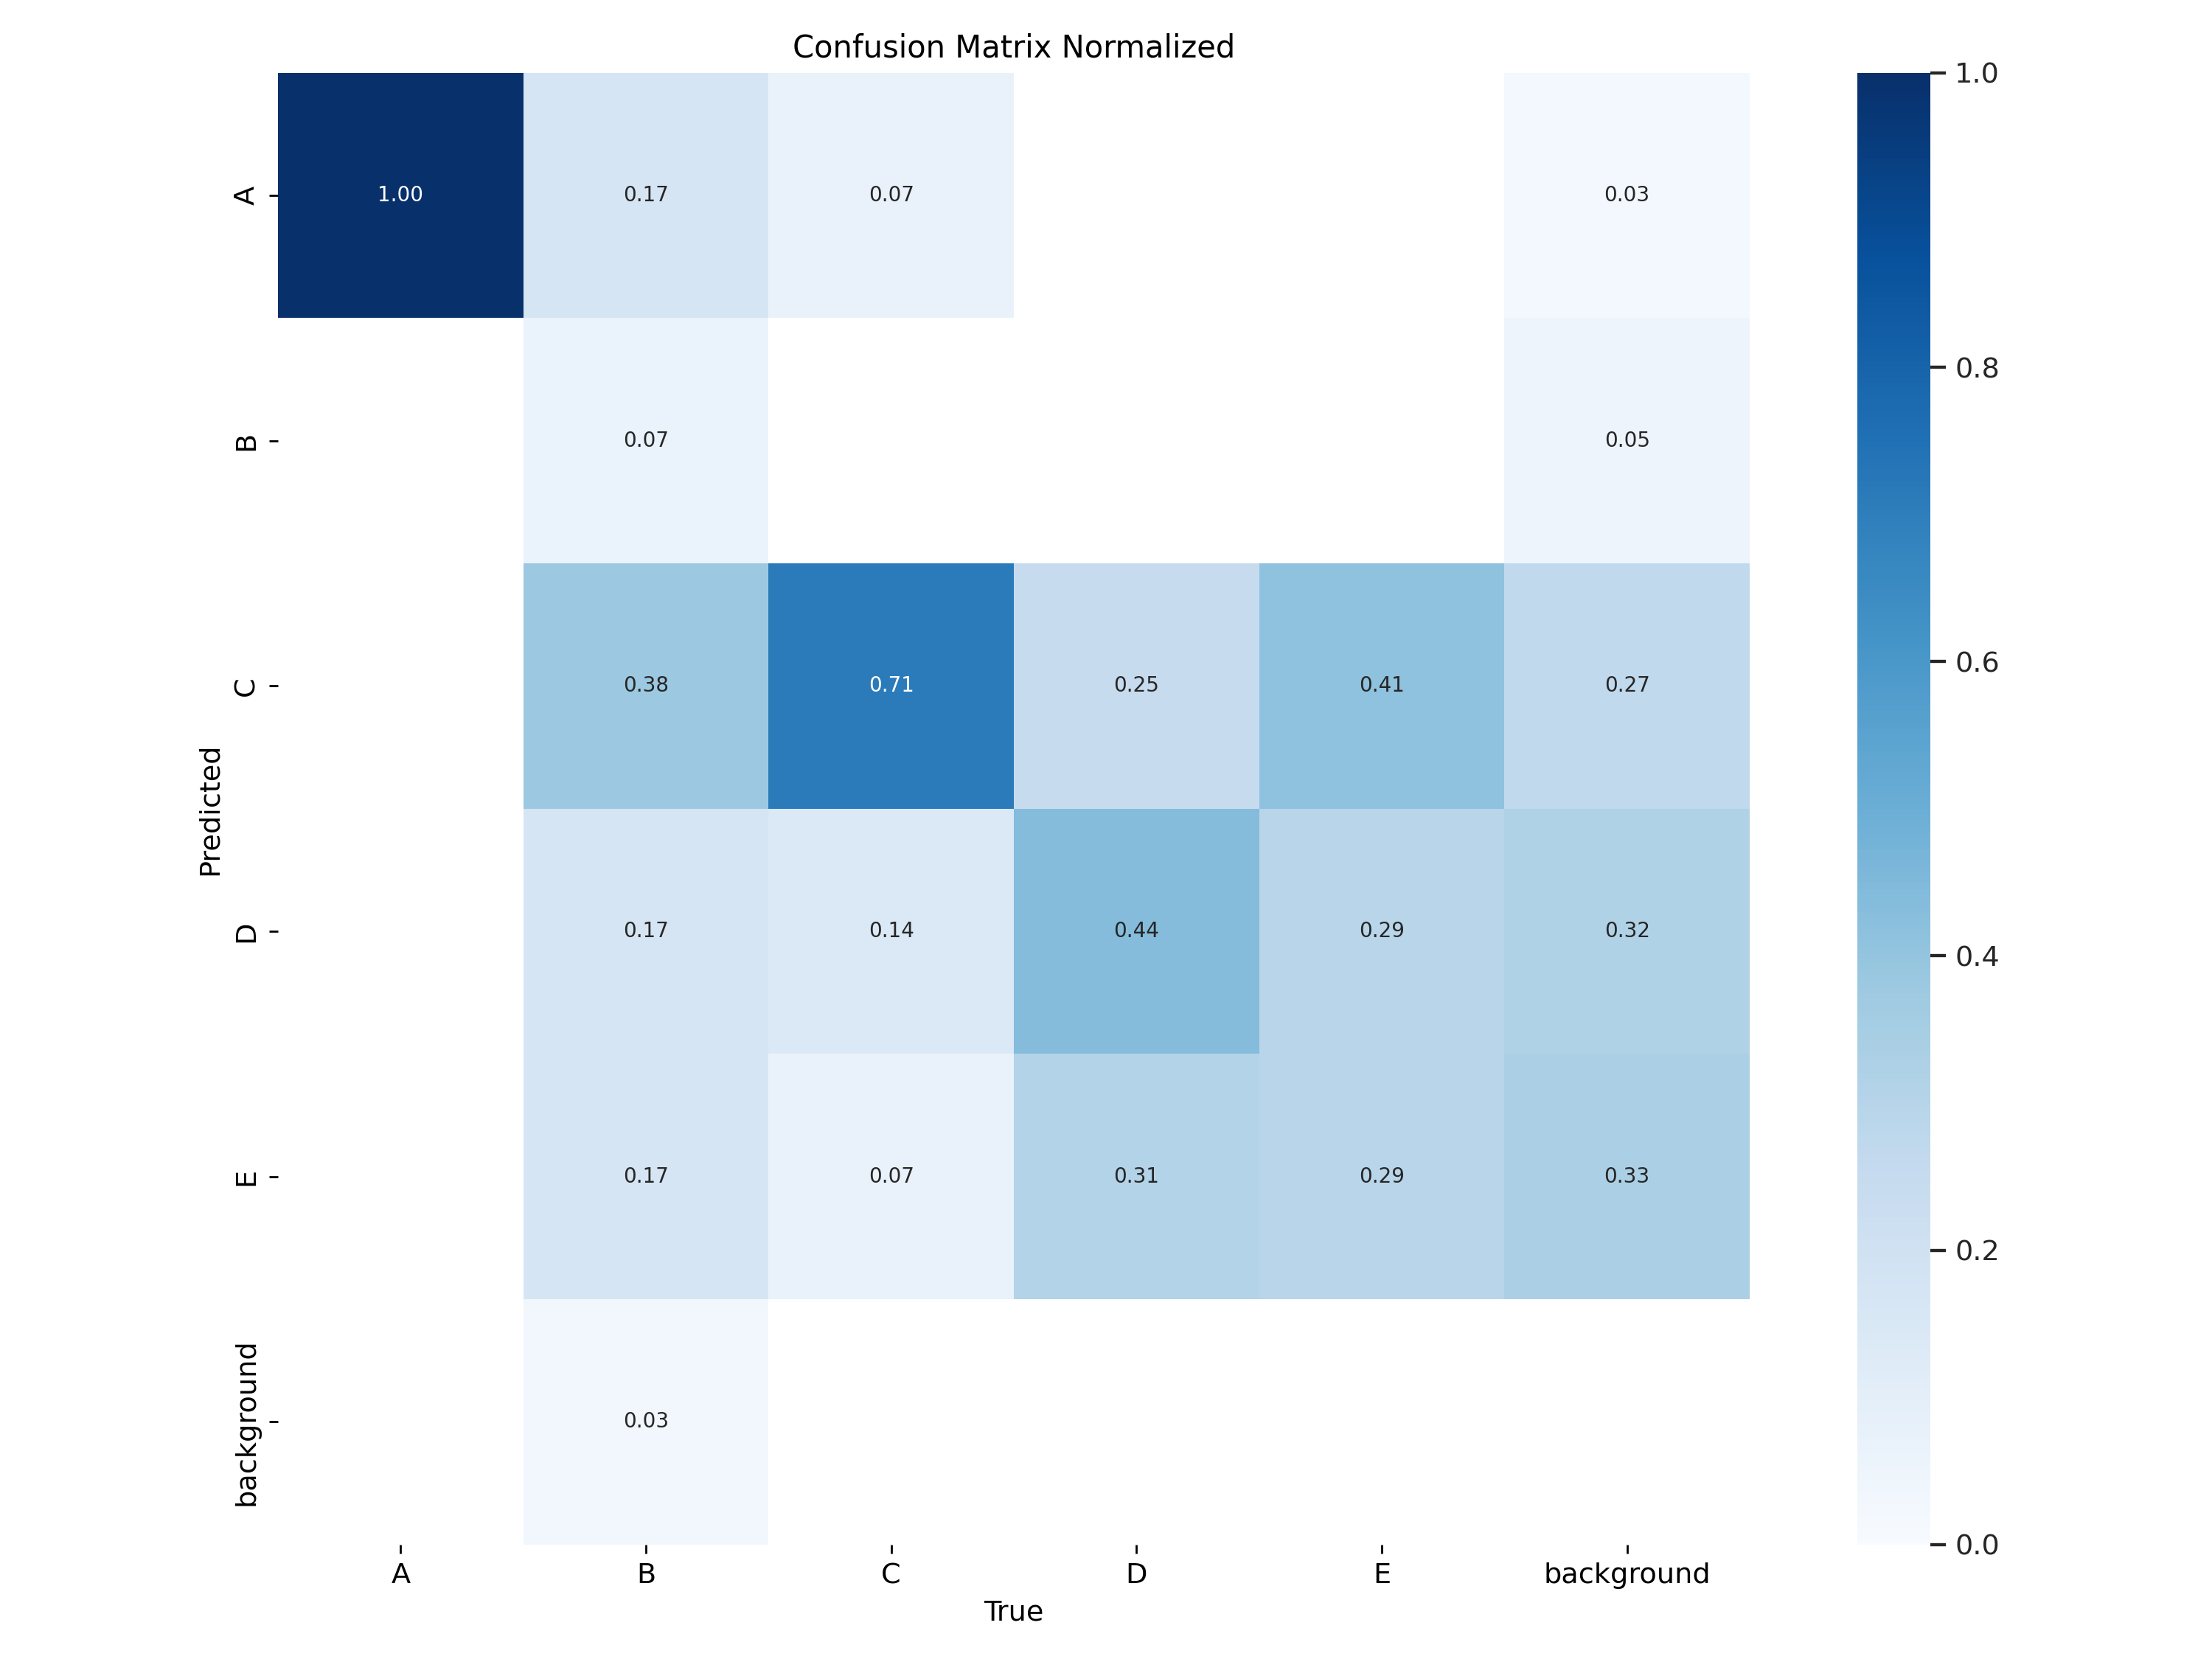 Confusion Matrix Normalized
A 1.00 0.17 0.07 0.03
B 0.07 0.05
C 0.38 0.71 0.25 0.41 0.27
D 0.17 0.14 0.44 0.29 0.32
E 0.17 0.07 0.31 0.29 0.33
background 0.03
Predicted
A B C D E background
True
1.0
0.8
0.6
0.4
0.2
0.0